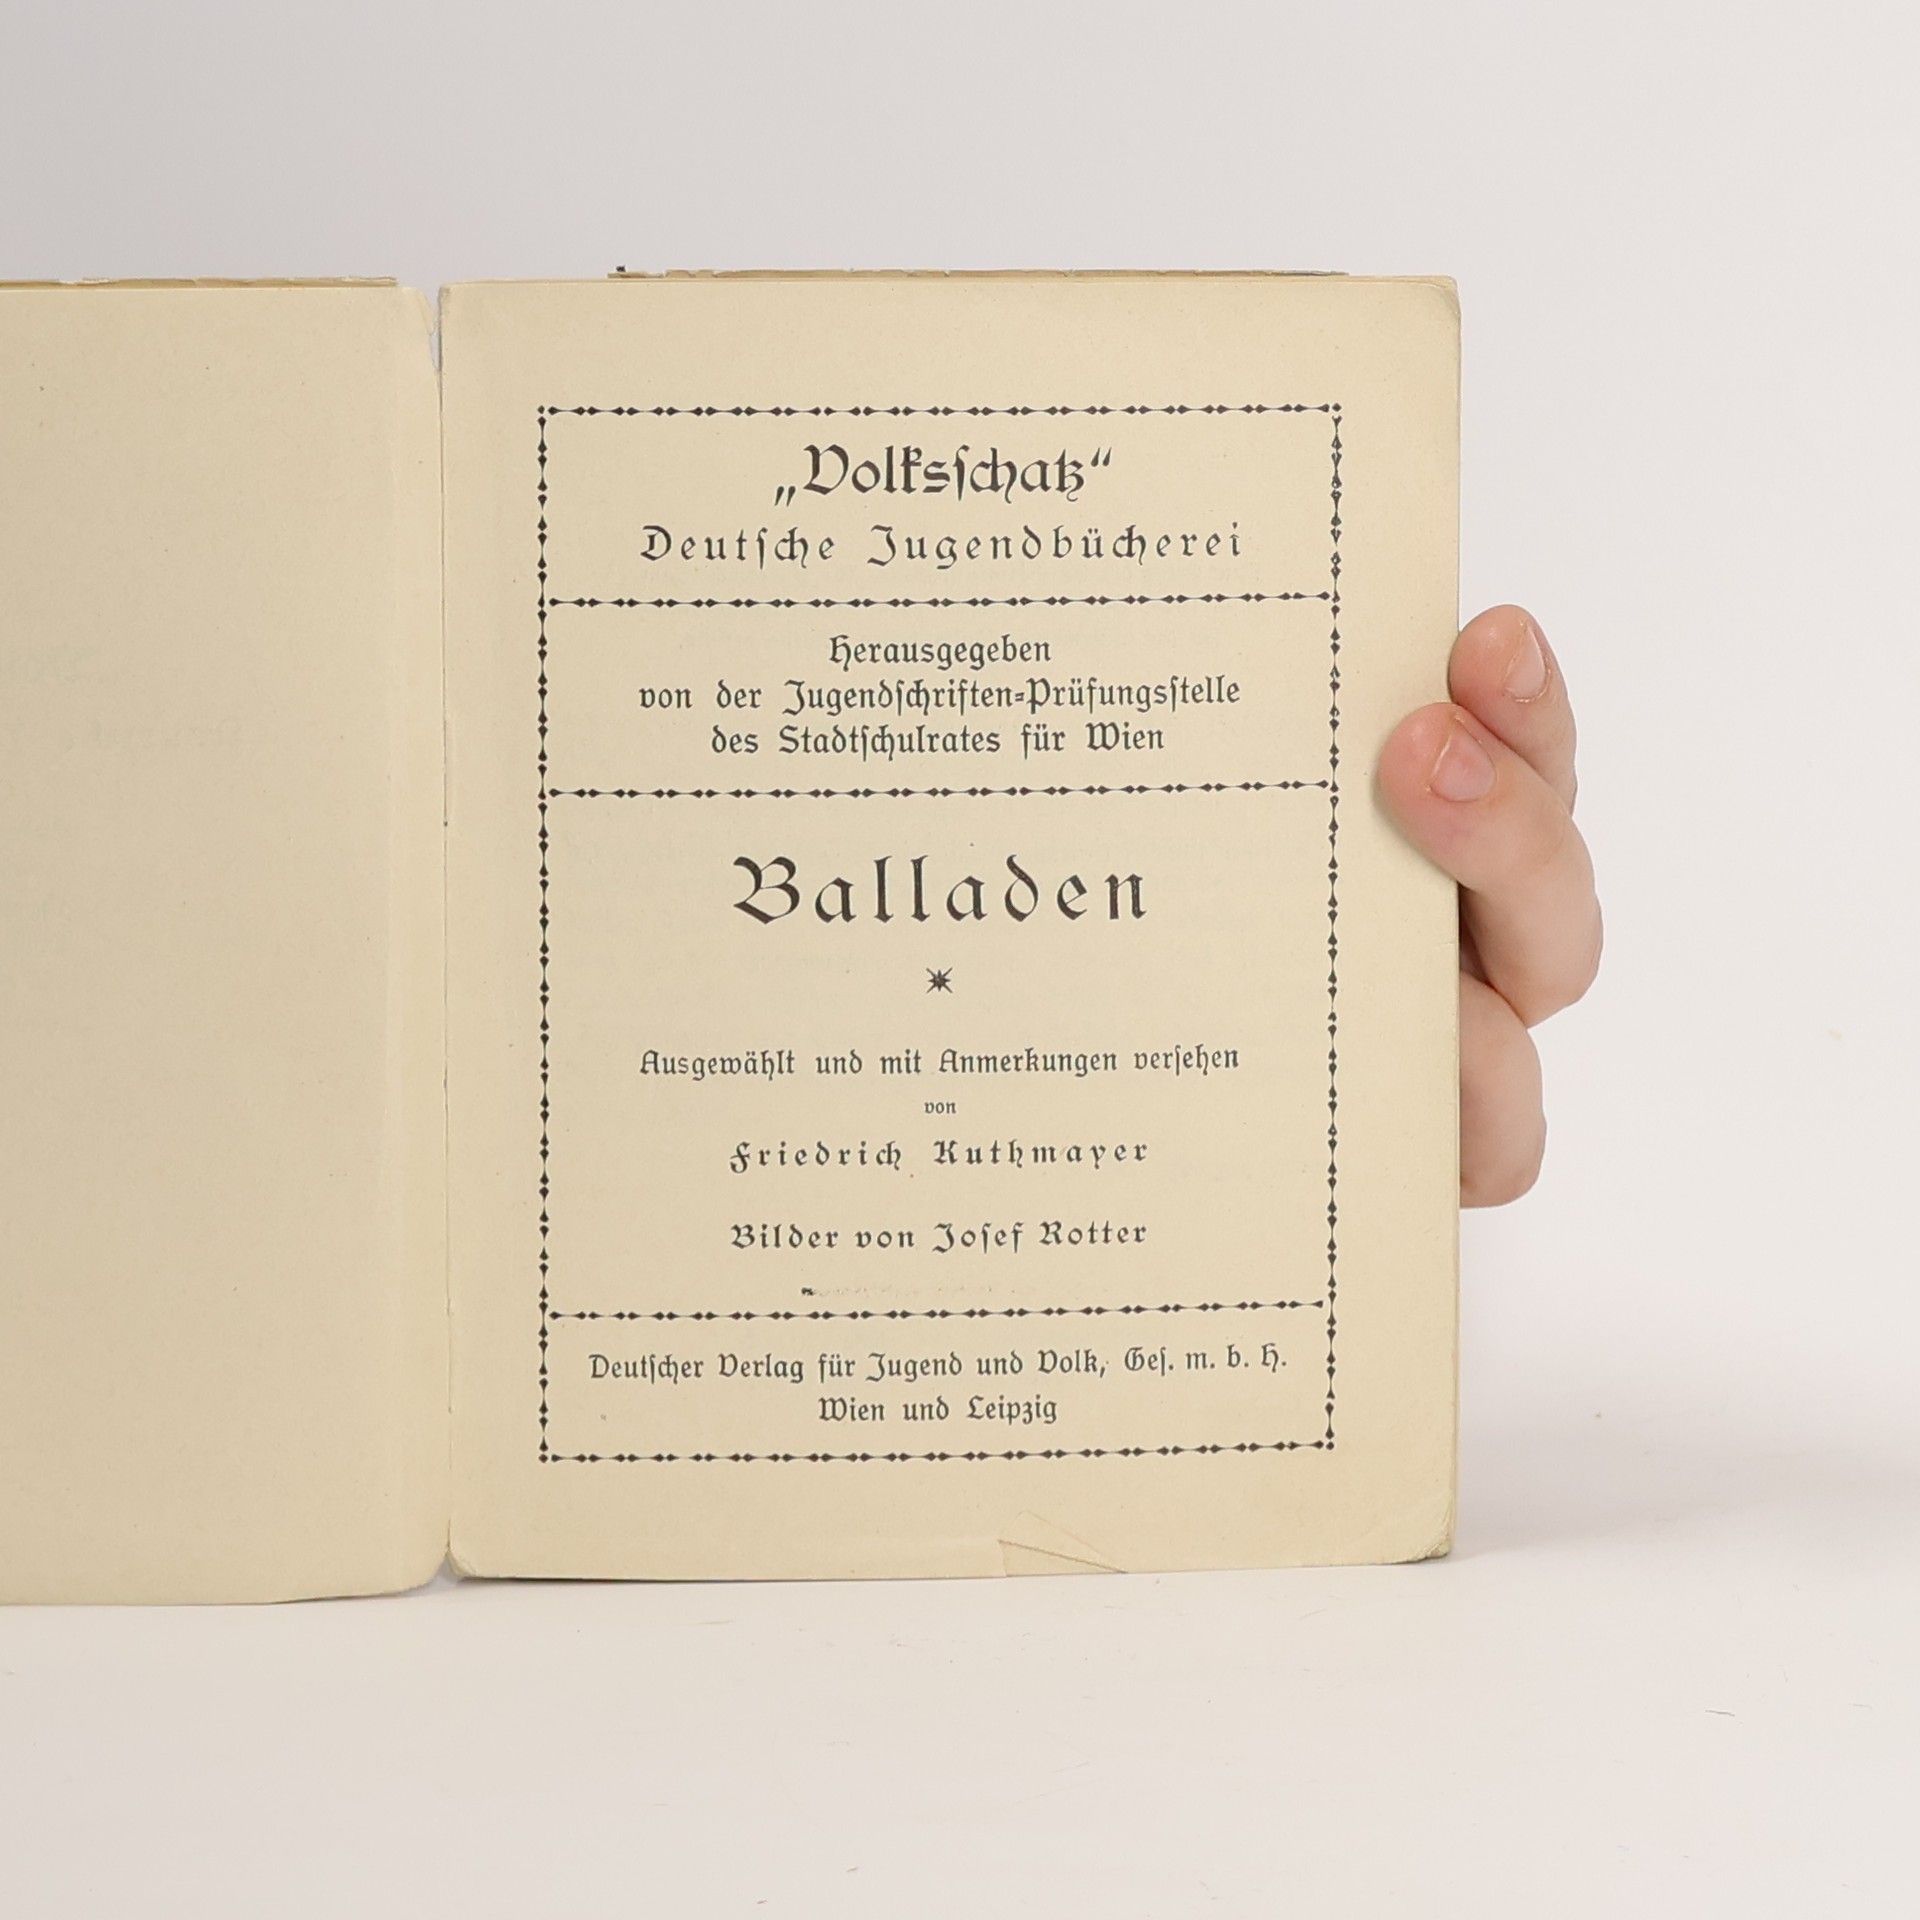 „Volksschatz“
Deutsche Jugendbücherei
Herausgegeben
von der Jugendschriften-Prüfungsstelle
des Stadtschulrates für Wien
Balladen
Ausgewählt und mit Anmerkungen versehen
von
Friedrich Kuthmayer
Bilder von Josef Rotter
Deutscher Verlag für Jugend und Volk, Ges. m. b. H.
Wien und Leipzig